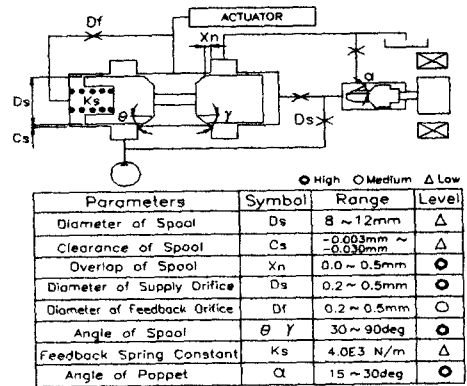 ACTUATOR
Df
Xn
α
Ks
Ds
θ
γ
Ds
Cs
High Medium Low
Parameters Symbol Range Level
Diameter of Spool Ds 8 ~ 12mm △
Clearance of Spool Cs -0.003mm ~ -0.030mm △
Overlap of Spool Xn 0.0 ~ 0.5mm
Diameter of Supply Orifice Ds 0.2 ~ 0.5mm
Diameter of Feedback Orifice Df 0.2 ~ 0.5mm ○
Angle of Spool θ γ 30 ~ 90deg
Feedback Spring Constant Ks 4.0E3 N/m △
Angle of Poppet α 15 ~ 30deg